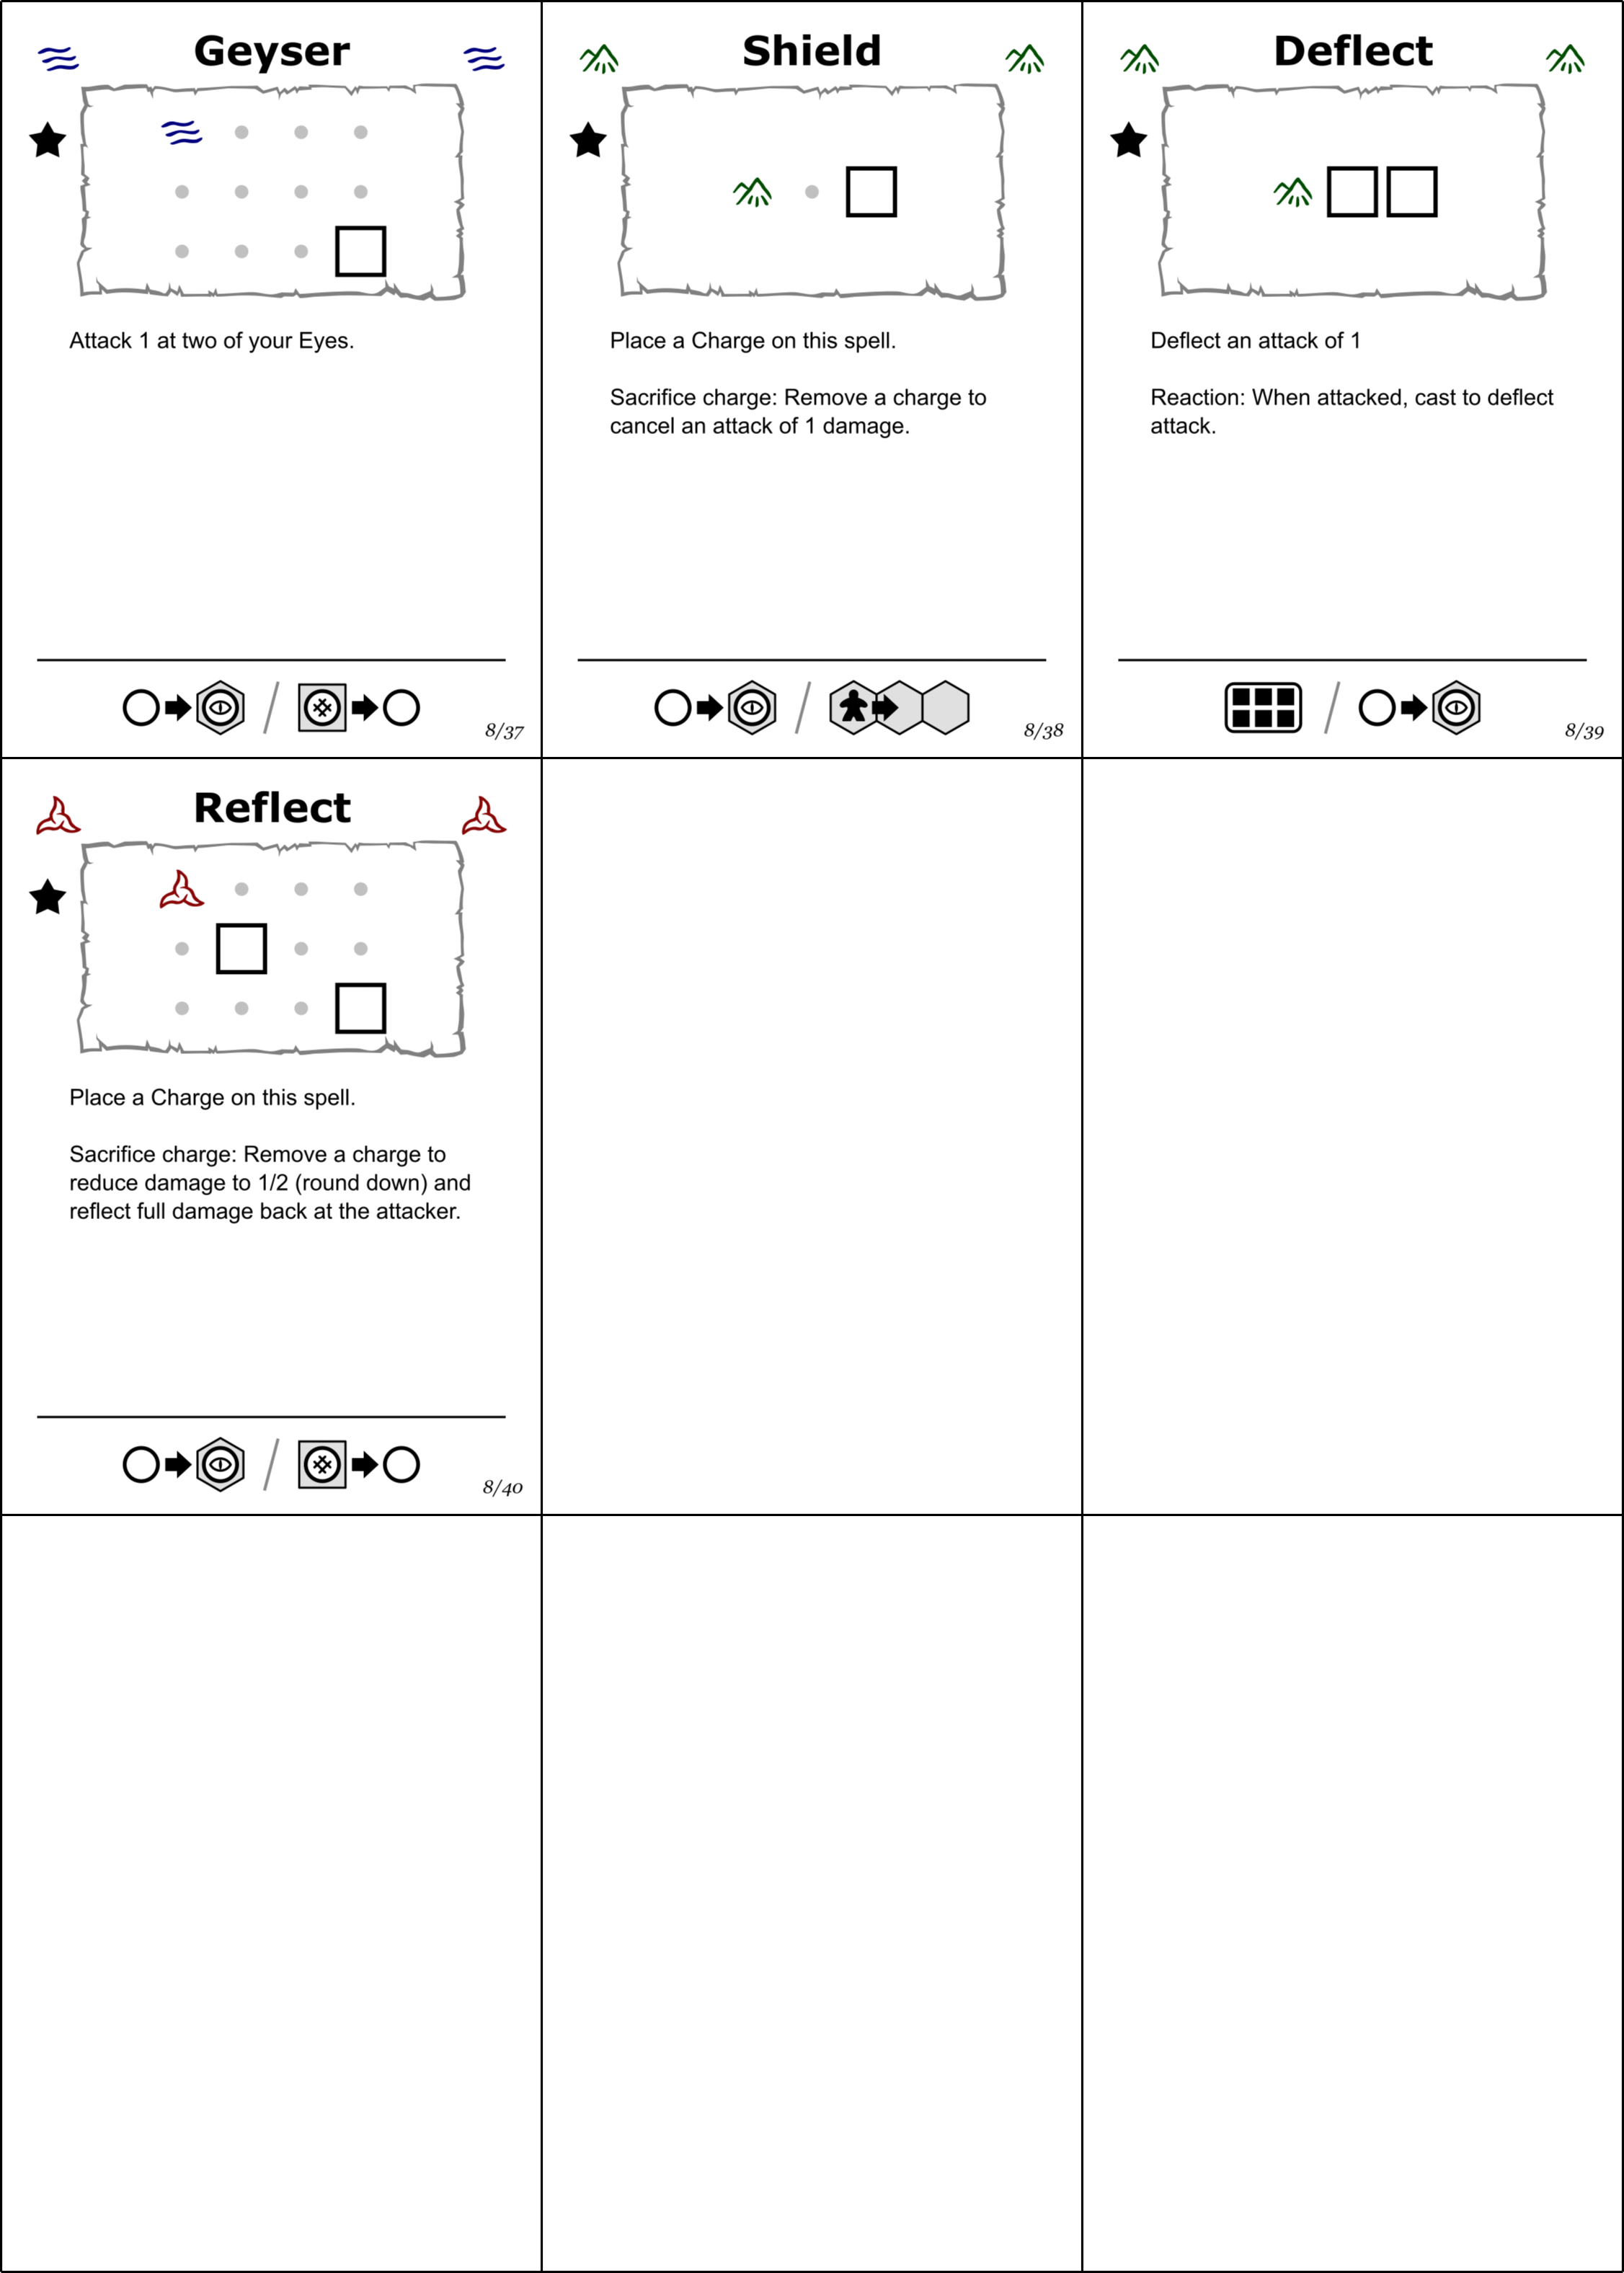 Geyser
Attack 1 at two of your Eyes.
8/37
Shield
Place a Charge on this spell.
Sacrifice charge: Remove a charge to
cancel an attack of 1 damage.
8/38
Deflect
Deflect an attack of 1
Reaction: When attacked, cast to deflect
attack.
8/39
Reflect
Place a Charge on this spell.
Sacrifice charge: Remove a charge to
reduce damage to 1/2 (round down) and
reflect full damage back at the attacker.
8/40